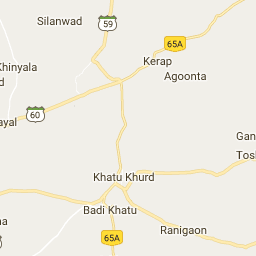 Silanwad
59
65A
Kerap
Khinyala
Agoonta
d
60
ayal
Gan
Tos
Khatu Khurd
Badi Khatu
a
65A
Ranigaon